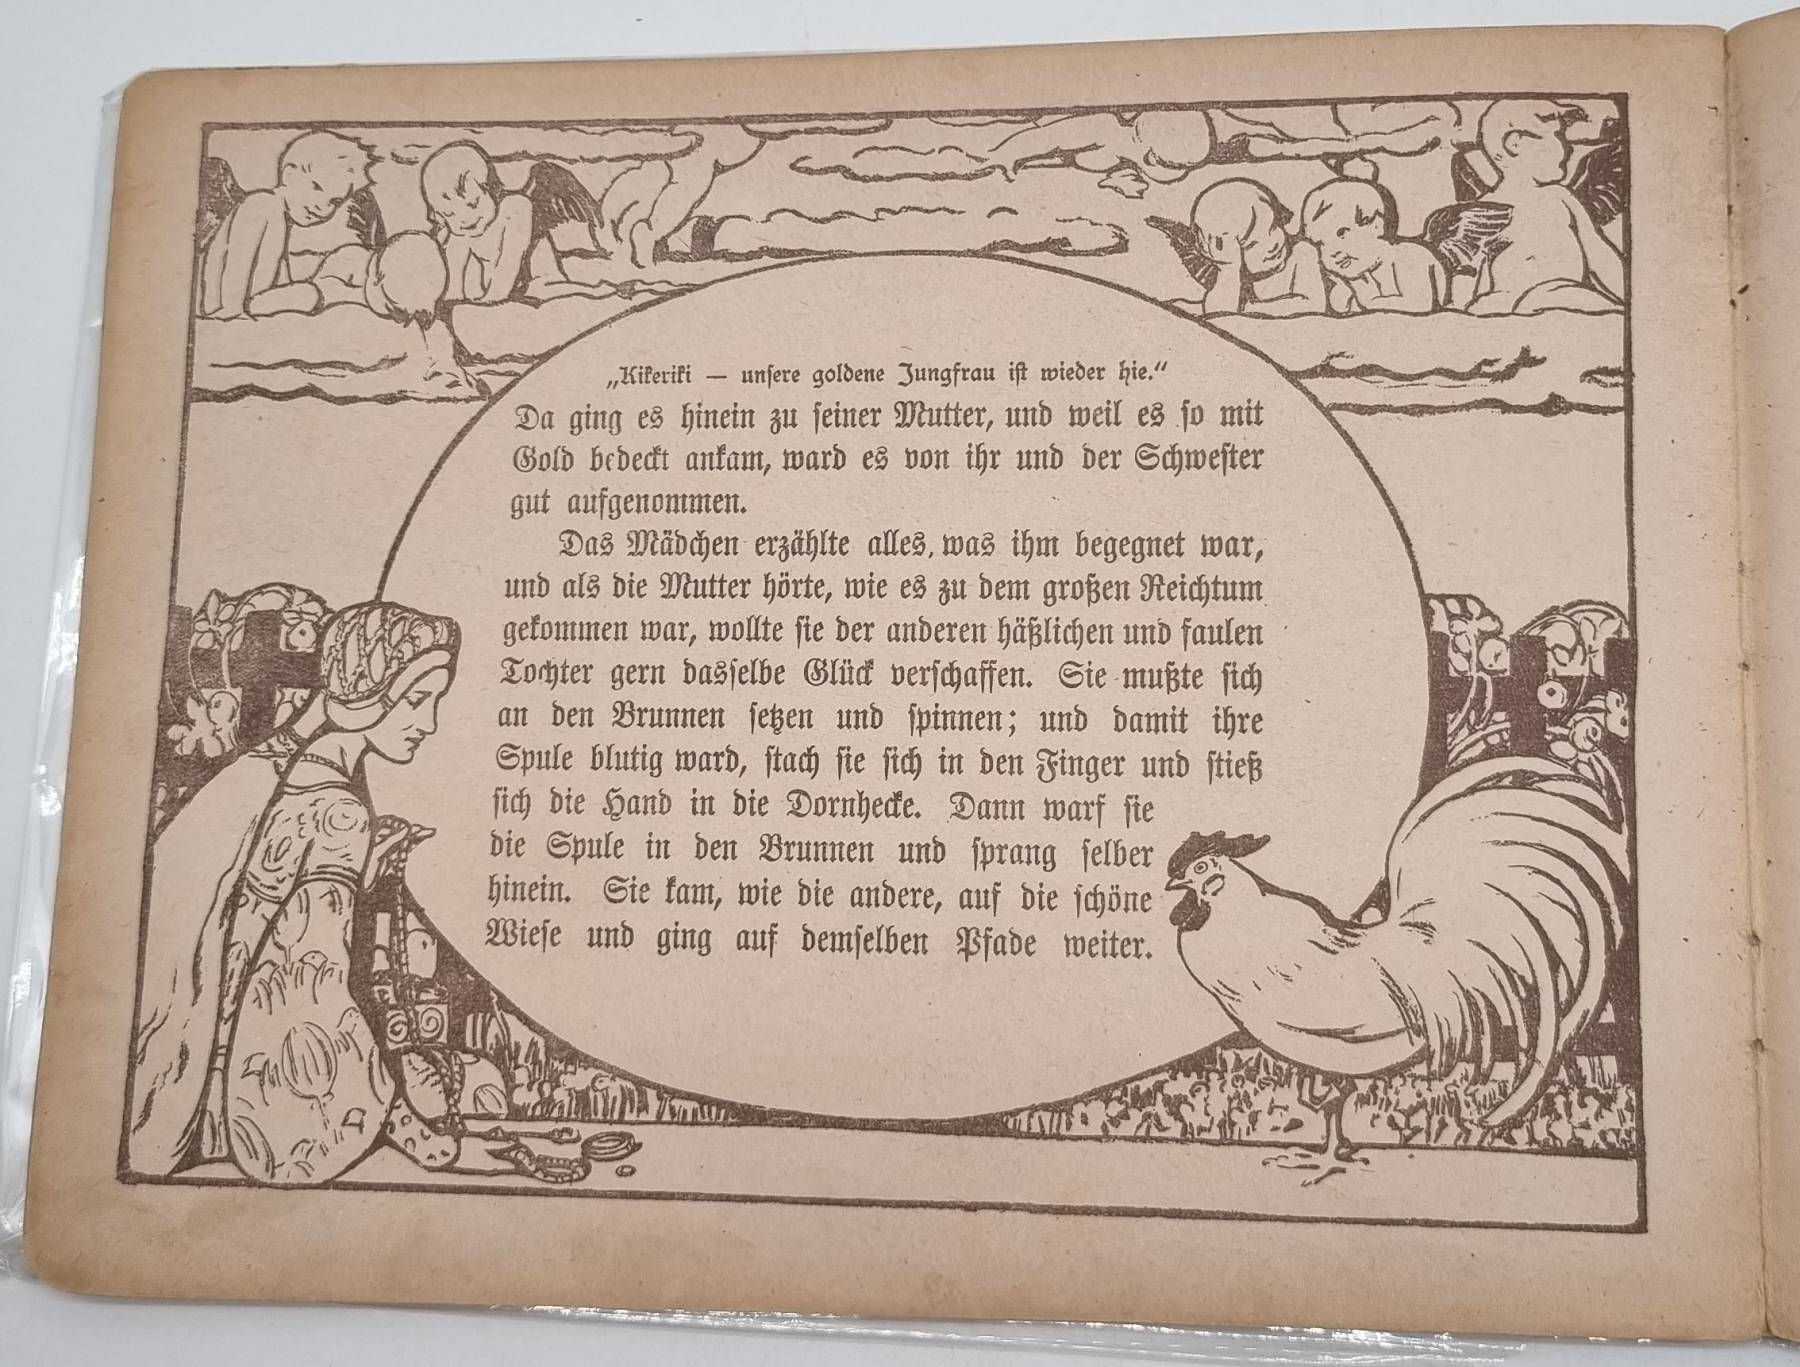 „Kikeriki — unsere goldene Jungfrau ist wieder hie.“
Da ging es hinein zu seiner Mutter, und weil es so mit
Gold bedeckt ankam, ward es von ihr und der Schwester
gut aufgenommen.
Das Mädchen erzählte alles, was ihm begegnet war,
und als die Mutter hörte, wie es zu dem großen Reichtum
gekommen war, wollte sie der anderen häßlichen und faulen
Tochter gern dasselbe Glück verschaffen. Sie mußte sich
an den Brunnen setzen und spinnen; und damit ihre
Spule blutig ward, stach sie sich in den Finger und stieß
sich die Hand in die Dornhecke. Dann warf sie
die Spule in den Brunnen und sprang selber
hinein. Sie kam, wie die andere, auf die schöne
Wiese und ging auf demselben Pfade weiter.